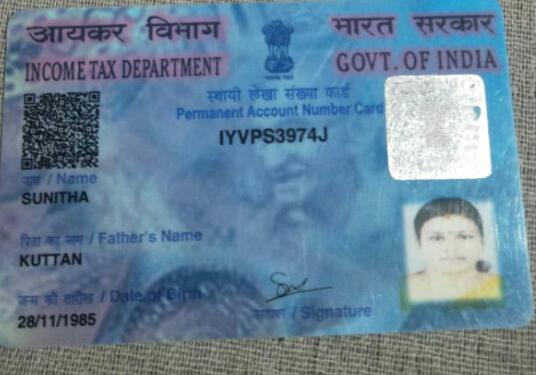 आयकर विभाग
INCOME TAX DEPARTMENT
भारत सरकार
GOVT. OF INDIA
स्थायी लेखा संख्या कार्ड
Permanent Account Number Card
IYVPS3974J
नाम / Name
SUNITHA
पिता का नाम / Father's Name
KUTTAN
जन्म की तारीख / Date of Birth
28/11/1985
हस्ताक्षर / Signature